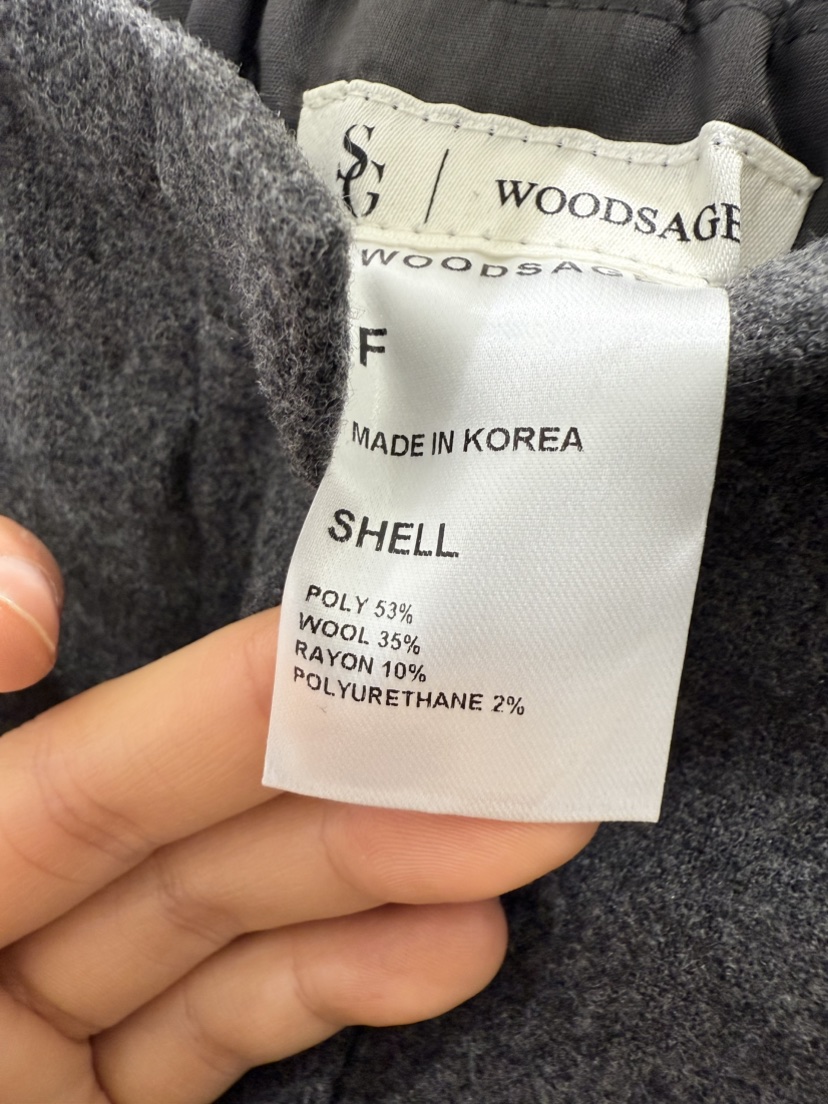 SG | WOODSAGE
WOODSAGE
F
MADE IN KOREA
SHELL
POLY 53%
WOOL 35%
RAYON 10%
POLYURETHANE 2%